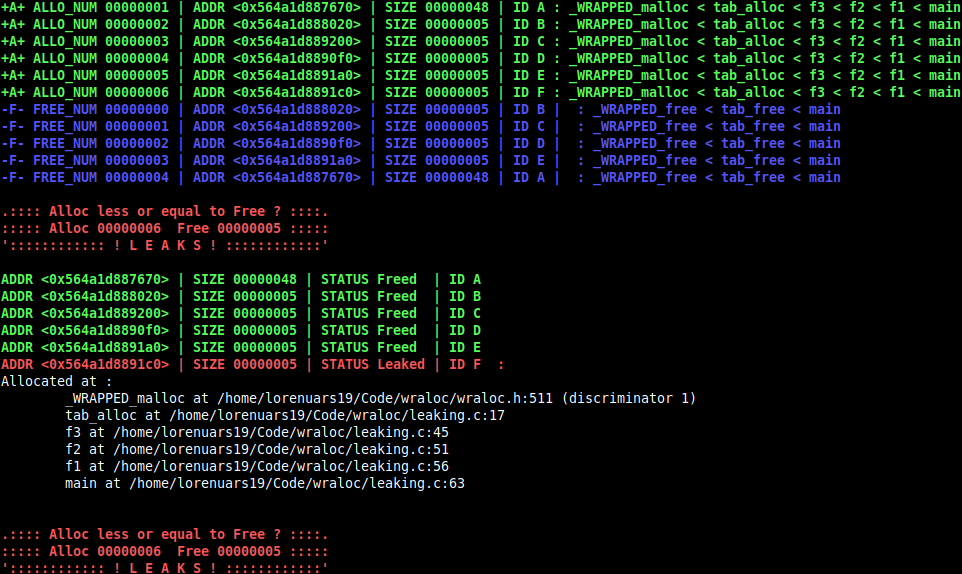 +A+ ALLO_NUM 00000001 | ADDR <0x564a1d887670> | SIZE 00000048 | ID A : _WRAPPED_malloc < tab_alloc < f3 < f2 < f1 < main
+A+ ALLO_NUM 00000002 | ADDR <0x564a1d888020> | SIZE 00000005 | ID B : _WRAPPED_malloc < tab_alloc < f3 < f2 < f1 < main
+A+ ALLO_NUM 00000003 | ADDR <0x564a1d889200> | SIZE 00000005 | ID C : _WRAPPED_malloc < tab_alloc < f3 < f2 < f1 < main
+A+ ALLO_NUM 00000004 | ADDR <0x564a1d8890f0> | SIZE 00000005 | ID D : _WRAPPED_malloc < tab_alloc < f3 < f2 < f1 < main
+A+ ALLO_NUM 00000005 | ADDR <0x564a1d8891a0> | SIZE 00000005 | ID E : _WRAPPED_malloc < tab_alloc < f3 < f2 < f1 < main
+A+ ALLO_NUM 00000006 | ADDR <0x564a1d8891c0> | SIZE 00000005 | ID F : _WRAPPED_malloc < tab_alloc < f3 < f2 < f1 < main
-F- FREE_NUM 00000000 | ADDR <0x564a1d888020> | SIZE 00000005 | ID B |  : _WRAPPED_free < tab_free < main
-F- FREE_NUM 00000001 | ADDR <0x564a1d889200> | SIZE 00000005 | ID C |  : _WRAPPED_free < tab_free < main
-F- FREE_NUM 00000002 | ADDR <0x564a1d8890f0> | SIZE 00000005 | ID D |  : _WRAPPED_free < tab_free < main
-F- FREE_NUM 00000003 | ADDR <0x564a1d8891a0> | SIZE 00000005 | ID E |  : _WRAPPED_free < tab_free < main
-F- FREE_NUM 00000004 | ADDR <0x564a1d887670> | SIZE 00000048 | ID A |  : _WRAPPED_free < tab_free < main
.:::: Alloc less or equal to Free ? ::::.
::::: Alloc 00000006  Free 00000005 :::::
':::::::::::: ! L E A K S ! ::::::::::::'
ADDR <0x564a1d887670> | SIZE 00000048 | STATUS Freed  | ID A
ADDR <0x564a1d888020> | SIZE 00000005 | STATUS Freed  | ID B
ADDR <0x564a1d889200> | SIZE 00000005 | STATUS Freed  | ID C
ADDR <0x564a1d8890f0> | SIZE 00000005 | STATUS Freed  | ID D
ADDR <0x564a1d8891a0> | SIZE 00000005 | STATUS Freed  | ID E
ADDR <0x564a1d8891c0> | SIZE 00000005 | STATUS Leaked | ID F  :
Allocated at :
        _WRAPPED_malloc at /home/lorenuars19/Code/wraloc/wraloc.h:511 (discriminator 1)
        tab_alloc at /home/lorenuars19/Code/wraloc/leaking.c:17
        f3 at /home/lorenuars19/Code/wraloc/leaking.c:45
        f2 at /home/lorenuars19/Code/wraloc/leaking.c:51
        f1 at /home/lorenuars19/Code/wraloc/leaking.c:56
        main at /home/lorenuars19/Code/wraloc/leaking.c:63
.:::: Alloc less or equal to Free ? ::::.
::::: Alloc 00000006  Free 00000005 :::::
':::::::::::: ! L E A K S ! ::::::::::::'